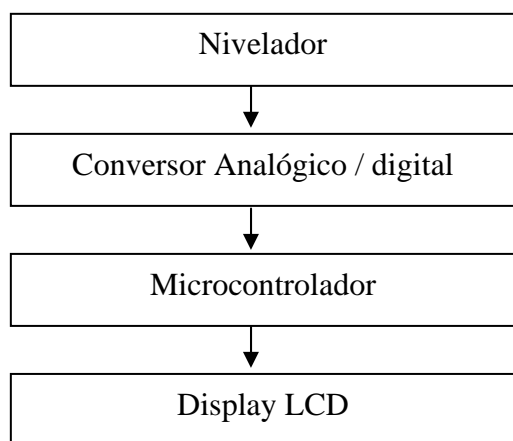 Nivelador
Conversor Analógico / digital
Microcontrolador
Display LCD